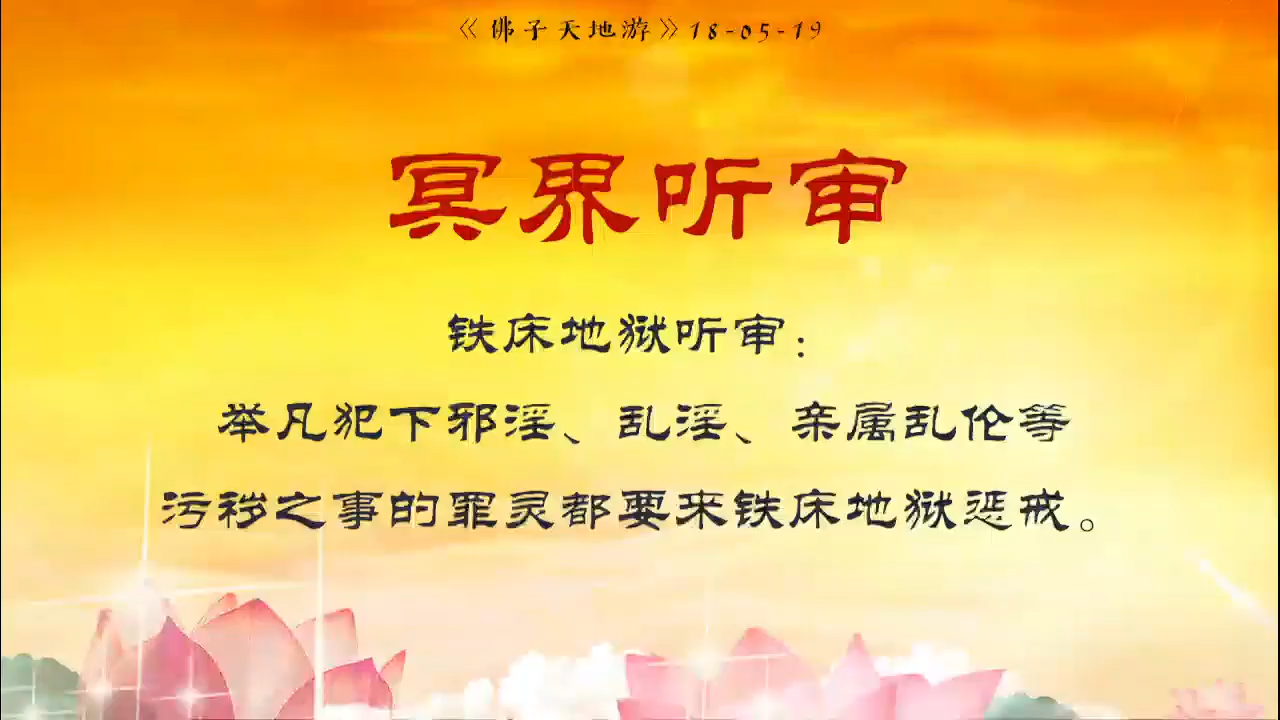 《佛子天地游》18-05-19
冥界听审
铁床地狱听审：
举凡犯下邪淫、乱淫、亲属乱伦等
污秽之事的罪灵都要来铁床地狱惩戒。